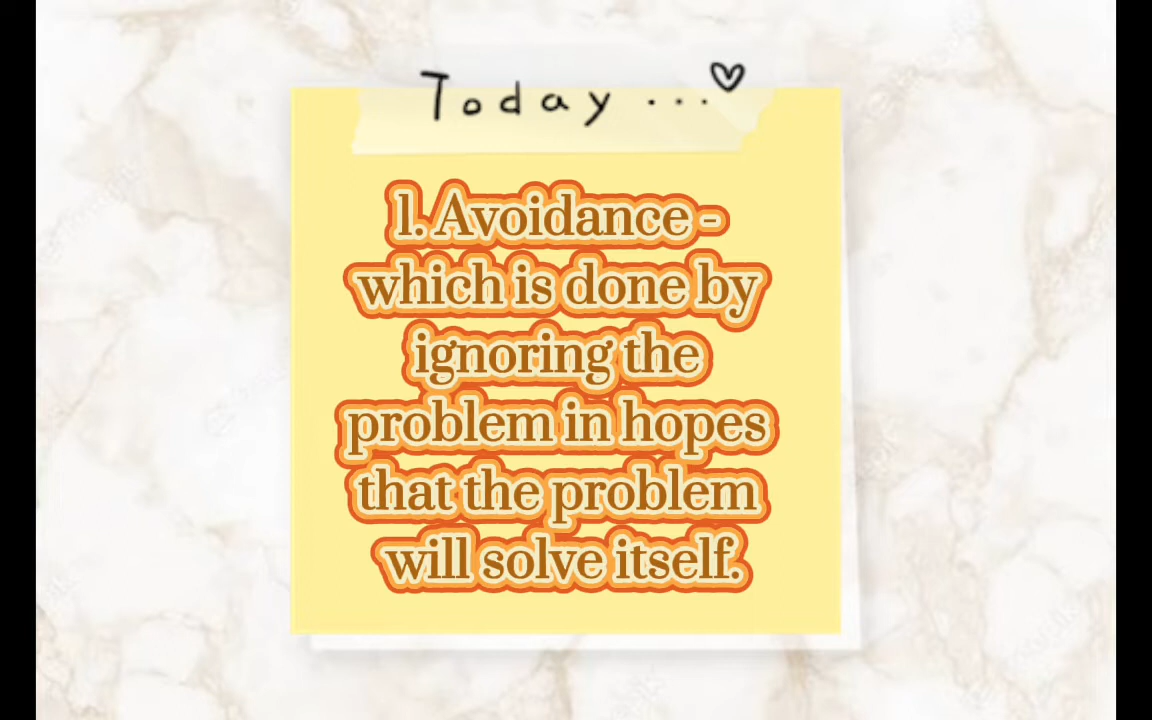 Today ...
1. Avoidance -
which is done by
ignoring the
problem in hopes
that the problem
will solve itself.